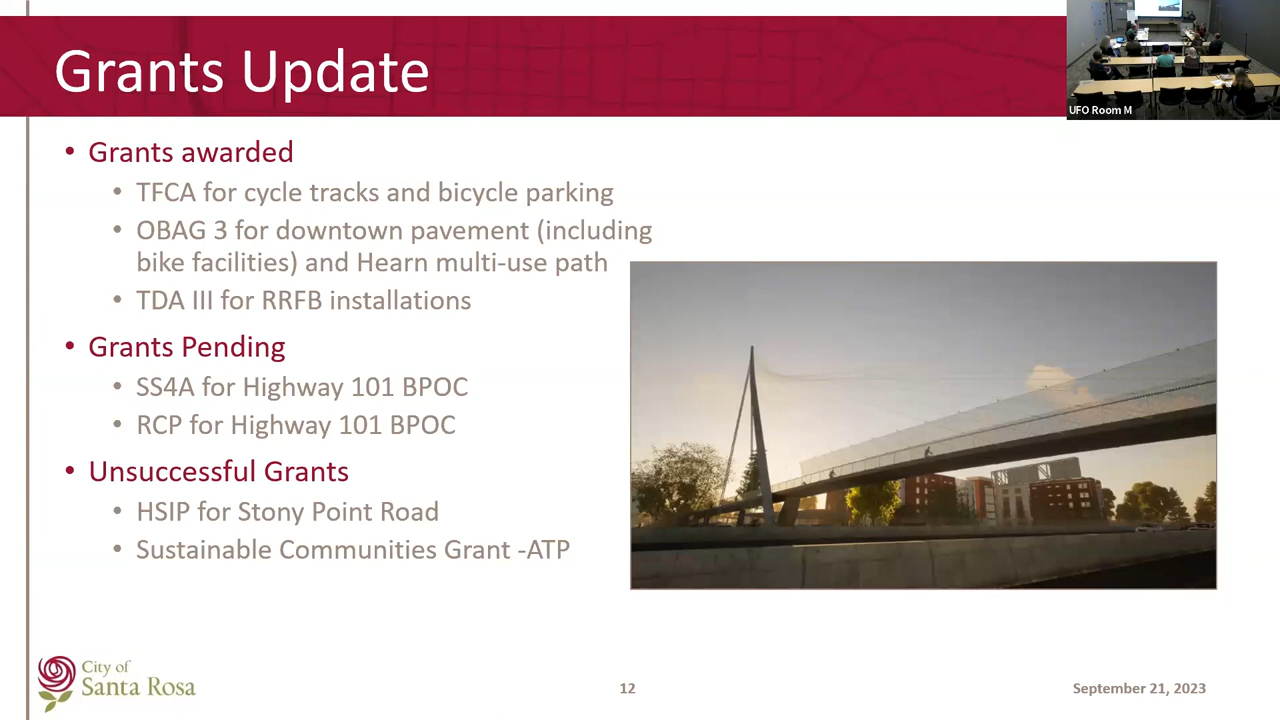 Grants Update
UFO Room M
• Grants awarded
• TFCA for cycle tracks and bicycle parking
• OBAG 3 for downtown pavement (including
bike facilities) and Hearn multi-use path
• TDA III for RRFB installations
• Grants Pending
• SS4A for Highway 101 BPOC
• RCP for Highway 101 BPOC
• Unsuccessful Grants
• HSIP for Stony Point Road
• Sustainable Communities Grant -ATP
City of
Santa Rosa
12
September 21, 2023